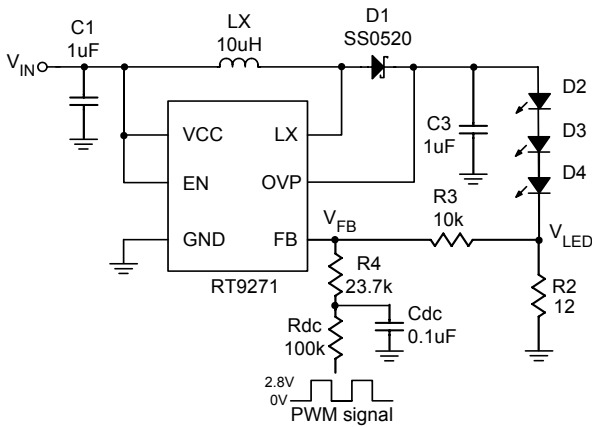 C1
1uF
LX
10uH
D1
SS0520
VIN
D2
VCC
LX
C3
1uF
D3
EN
OVP
D4
R3
10k
VFB
VLED
GND
FB
RT9271
R4
23.7k
R2
12
Rdc
100k
Cdc
0.1uF
2.8V
0V
PWM signal